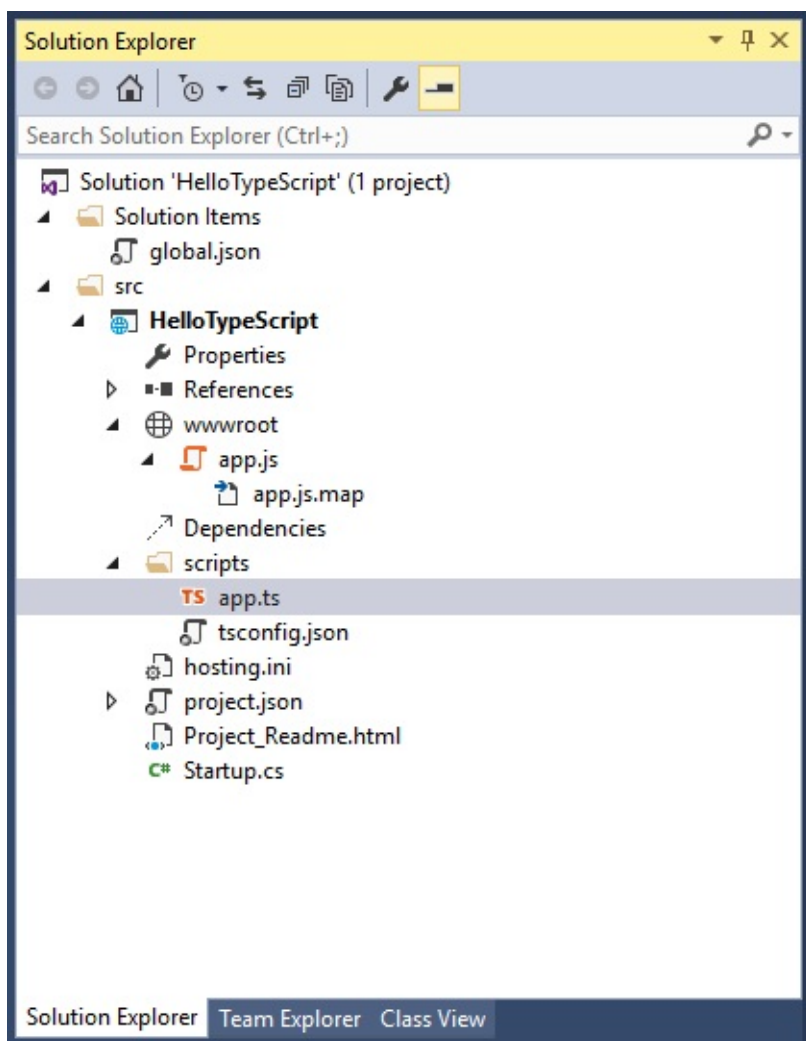 Solution Explorer
Search Solution Explorer (Ctrl+;)
Solution 'HelloTypeScript' (1 project)
Solution Items
global.json
src
HelloTypeScript
Properties
References
wwwroot
app.js
app.js.map
Dependencies
scripts
TS app.ts
tsconfig.json
hosting.ini
project.json
Project_Readme.html
C# Startup.cs
Solution Explorer Team Explorer Class View